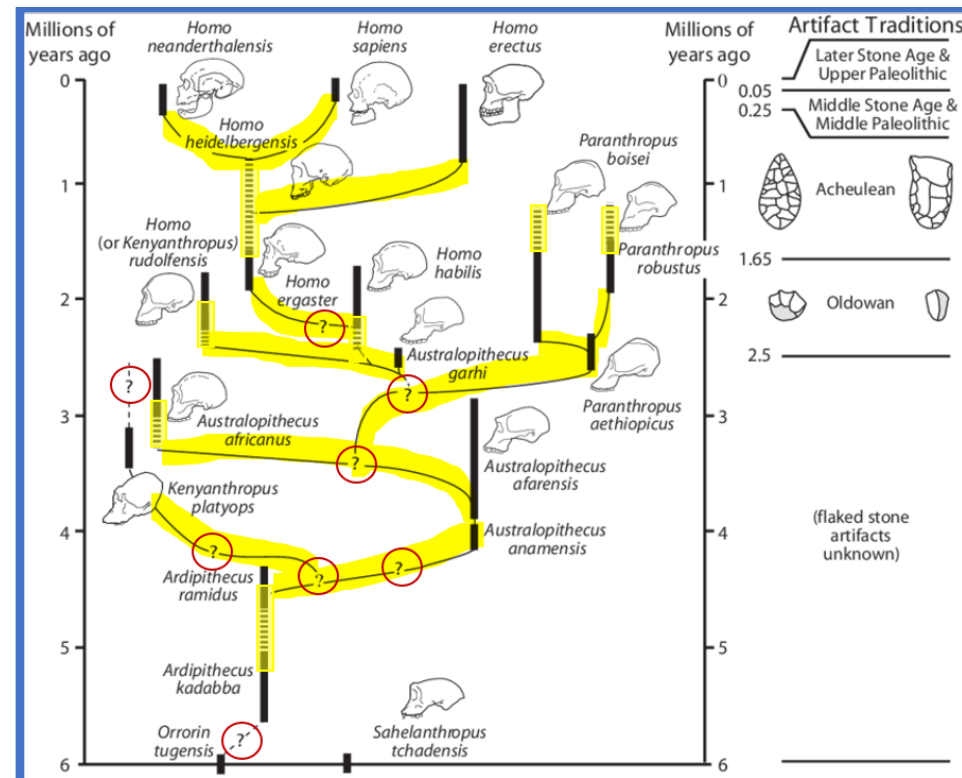 Millions of
years ago
Homo
neanderthalensis
Homo
sapiens
Homo
erectus
Millions of
years ago
Artifact Traditions
Later Stone Age &
Upper Paleolithic
0
0
0.05
0.25
Middle Stone Age &
Middle Paleolithic
Homo
heidelbergensis
Paranthropus
boisei
Acheulean
1
1
Homo
(or Kenyanthropus)
rudolfensis
Homo
ergaster
Homo
habilis
Paranthropus
robustus
1.65
2
2
Oldowan
?
Australopithecus
garhi
2.5
?
?
Paranthropus
aethiopicus
3
3
Australopithecus
africanus
?
Australopithecus
afarensis
Kenyanthropus
platyops
4
4
Australopithecus
anamensis
(flaked stone
artifacts
unknown)
?
?
?
Ardipithecus
ramidus
5
5
Ardipithecus
kadabba
Orrorin
tugensis
?
Sahelanthropus
tchadensis
6
6